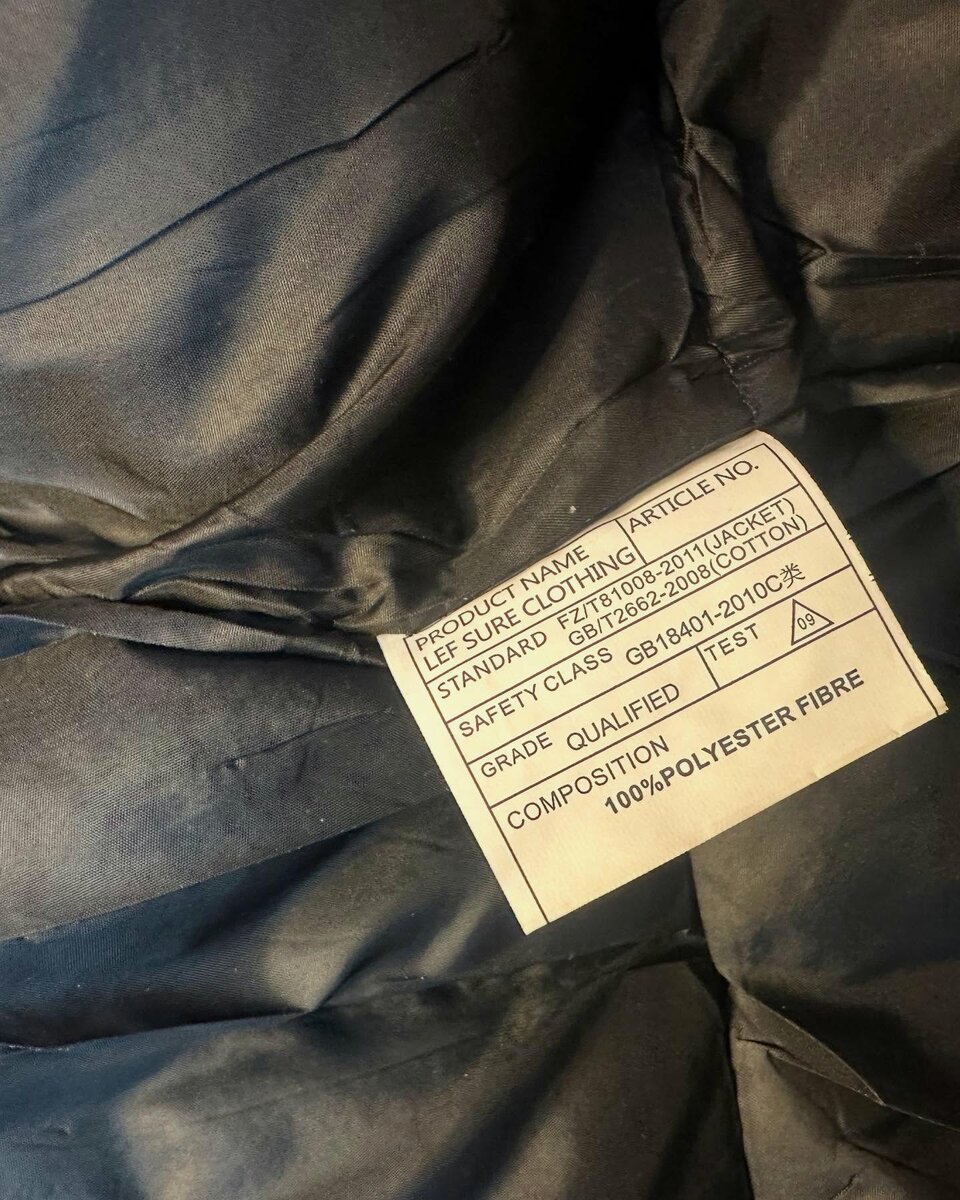 PRODUCT NAME
LEF SURE CLOTHING
ARTICLE NO.
STANDARD FZ/T81008-2011(JACKET)
GB/T2662-2008(COTTON)
SAFETY CLASS GB18401-2010C类
GRADE QUALIFIED
TEST 09
COMPOSITION
100%POLYESTER FIBRE